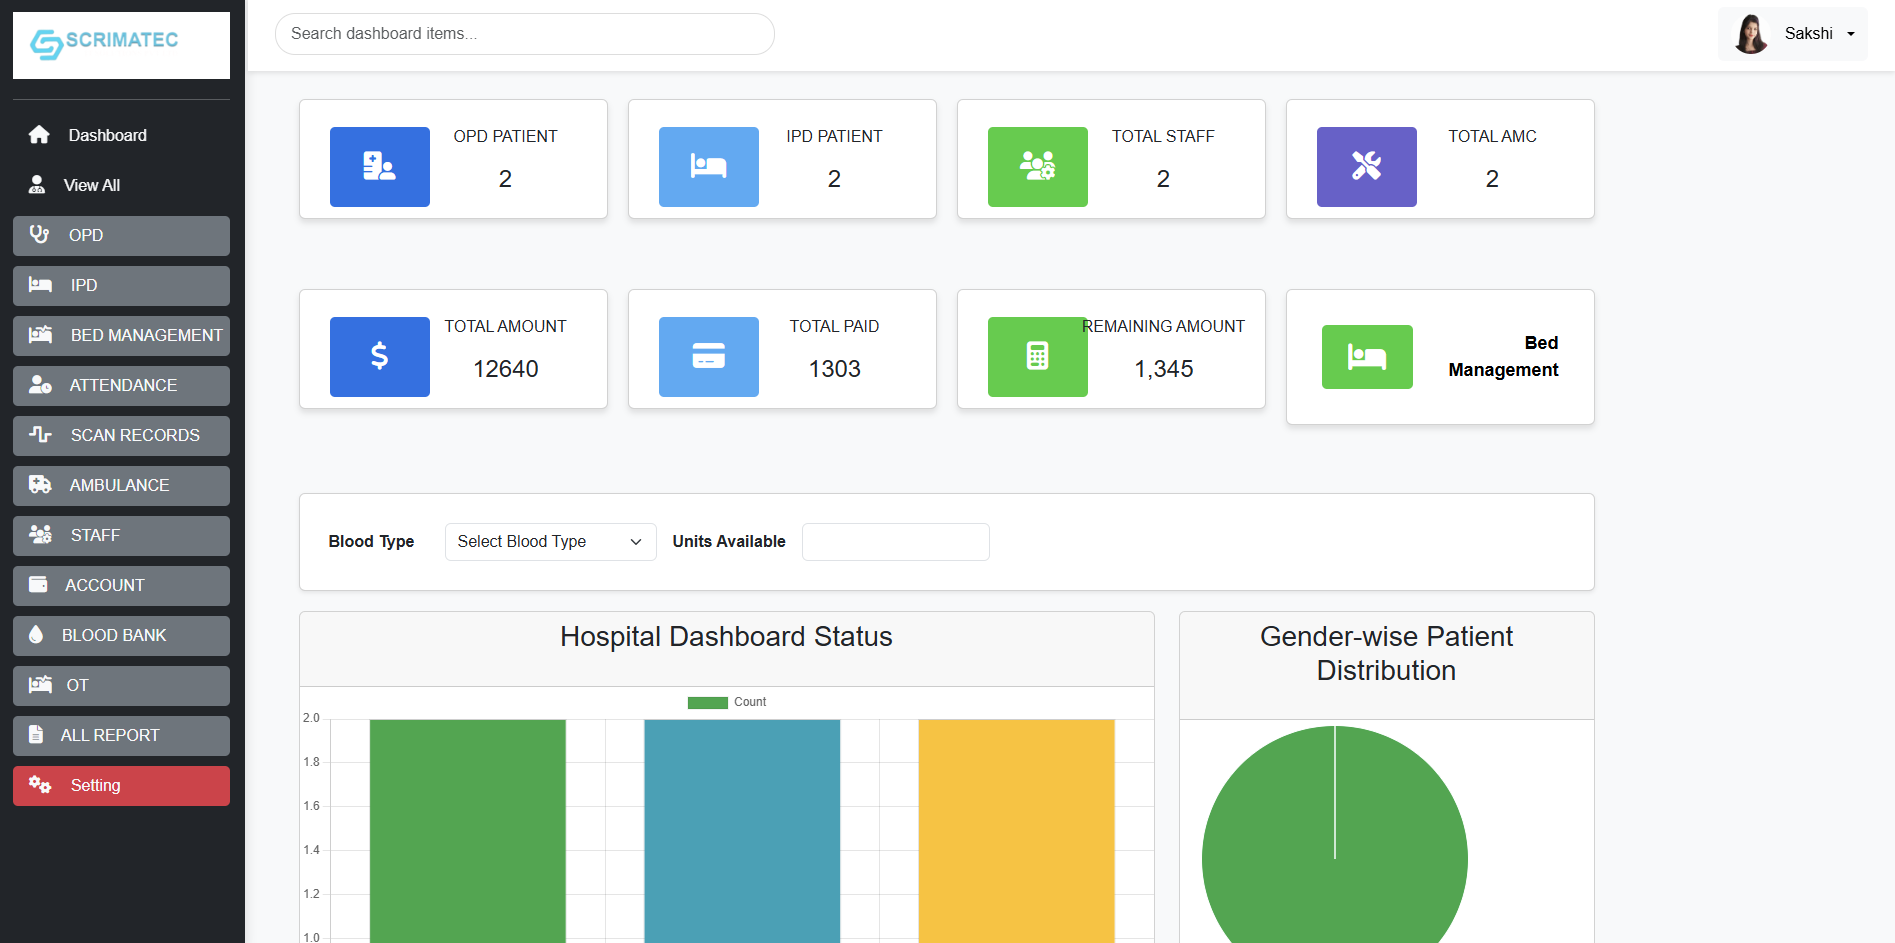 SCRIMATEC
Search dashboard items...
Sakshi
Dashboard
View All
OPD
IPD
BED MANAGEMENT
ATTENDANCE
SCAN RECORDS
AMBULANCE
STAFF
ACCOUNT
BLOOD BANK
OT
ALL REPORT
Setting
OPD PATIENT
2
IPD PATIENT
2
TOTAL STAFF
2
TOTAL AMC
2
TOTAL AMOUNT
12640
TOTAL PAID
1303
REMAINING AMOUNT
1,345
Bed
Management
Blood Type
Select Blood Type
Units Available
Hospital Dashboard Status
Count
2.0
1.8
1.6
1.4
1.2
1.0
Gender-wise Patient
Distribution